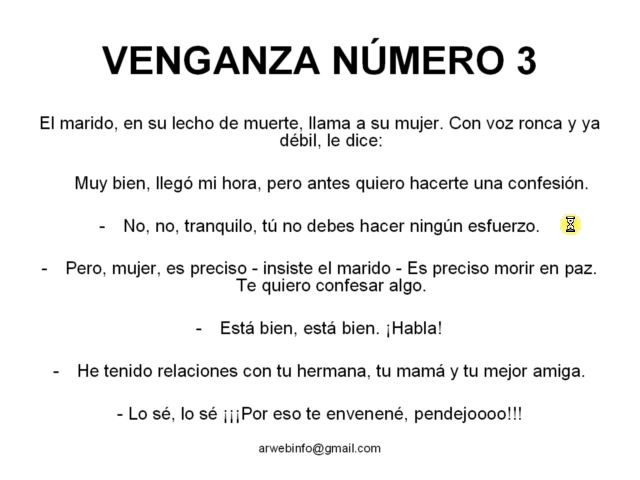 VENGANZA NÚMERO 3
El marido, en su lecho de muerte, llama a su mujer. Con voz ronca y ya
débil, le dice:
Muy bien, llegó mi hora, pero antes quiero hacerte una confesión.
- No, no, tranquilo, tú no debes hacer ningún esfuerzo.
- Pero, mujer, es preciso - insiste el marido - Es preciso morir en paz.
Te quiero confesar algo.
- Está bien, está bien. ¡Habla!
- He tenido relaciones con tu hermana, tu mamá y tu mejor amiga.
- Lo sé, lo sé ¡¡¡Por eso te envenené, pendejoooo!!!
arwebinfo@gmail.com